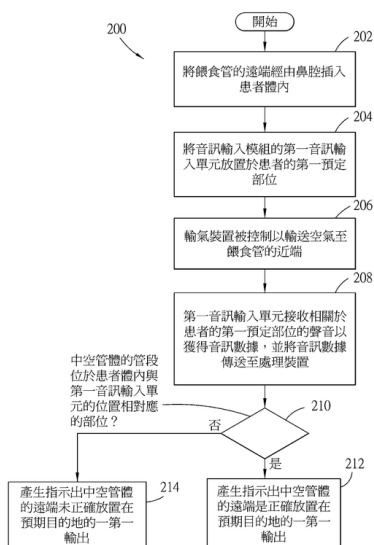 開始
200
202
將餵食管的遠端經由鼻腔插入
患者體內
204
將音訊輸入模組的第一音訊輸
入單元放置於患者的第一預定
部位
206
輸氣裝置被控制以輸送空氣至
餵食管的近端
208
第一音訊輸入單元接收相關於
患者的第一預定部位的聲音以
獲得音訊數據，並將音訊數據
傳送至處理裝置
中空管體的管段
位於患者體內與
第一音訊輸入單
元的位置相對應
的部位？
210
否
是
214
產生指示出中空管體
的遠端未正確放置在
預期目的地的一第一
輸出
212
產生指示出中空管體
的遠端是正確放置在
預期目的地的一第一
輸出